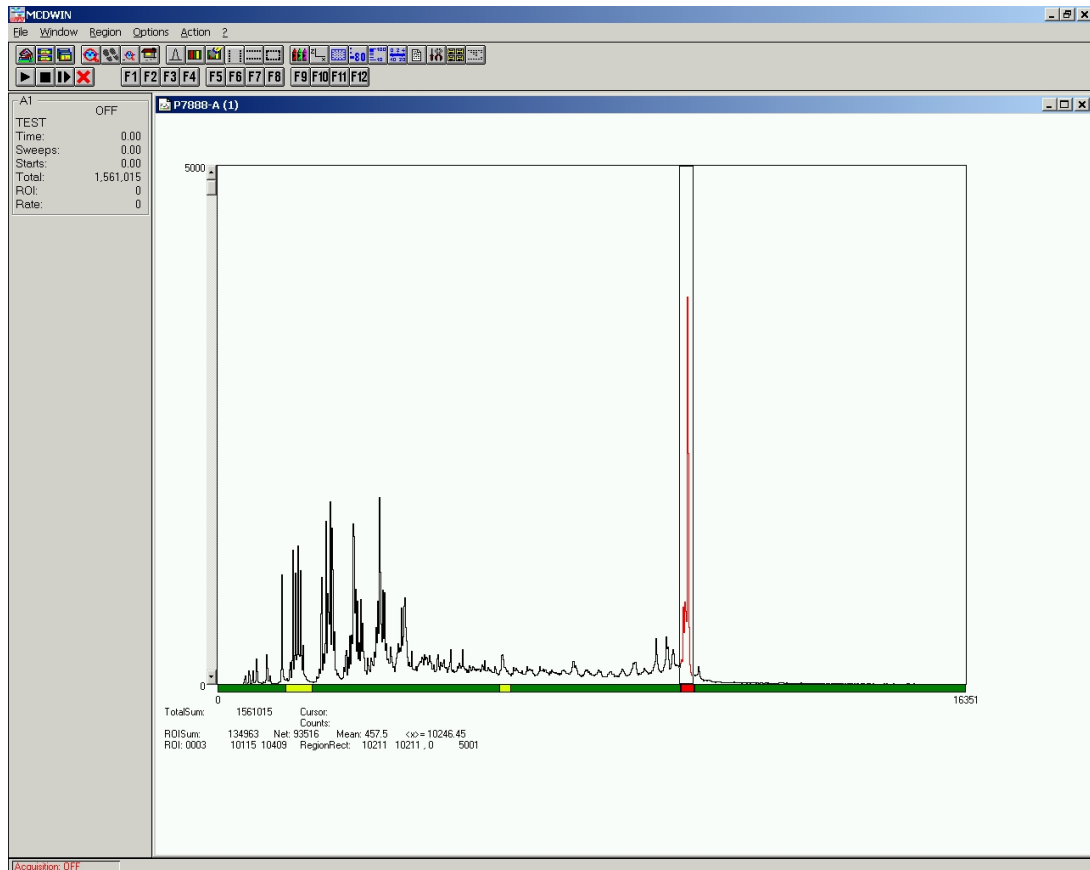 MCDWIN
File Window Region Options Action ?
F1 F2 F3 F4 F5 F6 F7 F8 F9 F10 F11 F12
A1
OFF
TEST
Time: 0.00
Sweeps: 0.00
Starts: 0.00
Total: 1,561,015
ROI: 0
Rate: 0
P7888-A (1)
5000
0
0 16351
TotalSum: 1561015 Cursor:
Counts:
ROISum: 134963 Net: 93516 Mean: 457.5 <x>= 10246.45
ROI: 0003 10115 10409 RegionRect: 10211 10211 , 0 5001
Acquisition: OFF